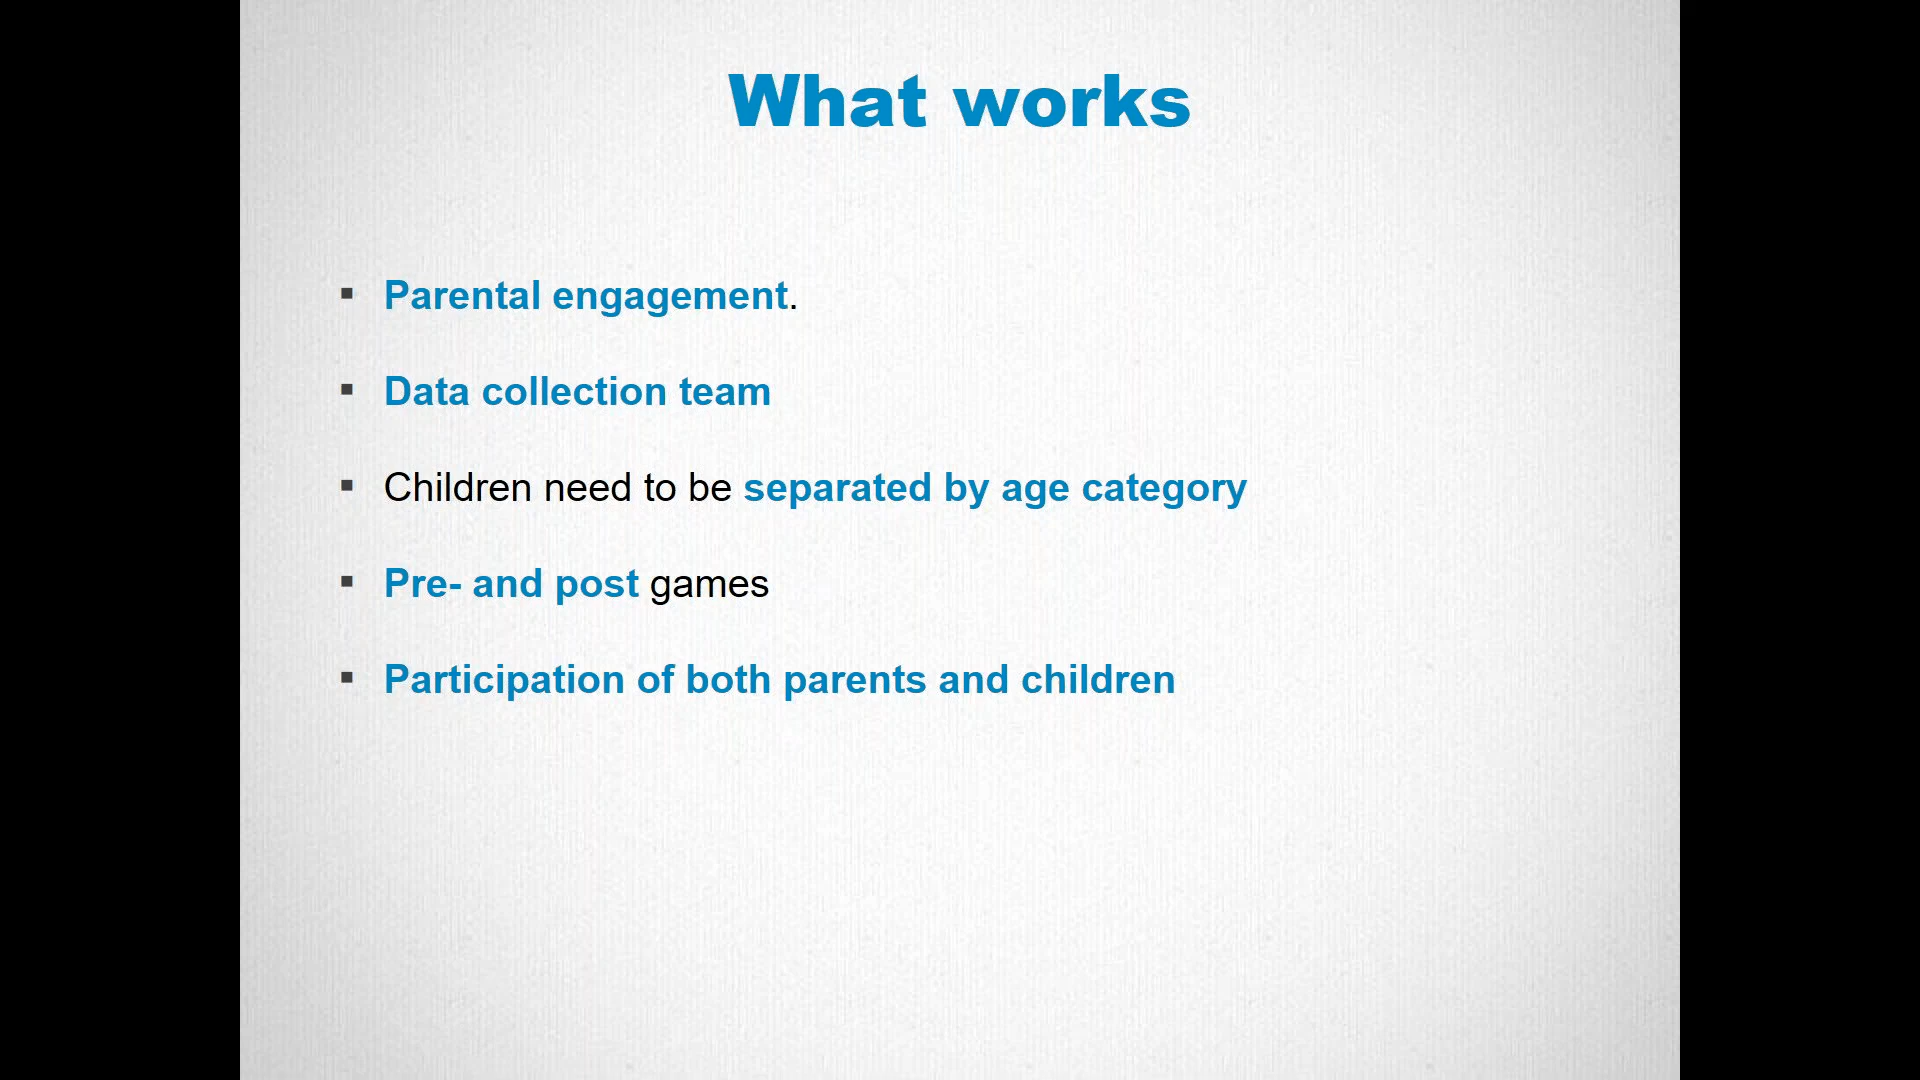 What works
▪ Parental engagement.
▪ Data collection team
▪ Children need to be separated by age category
▪ Pre- and post games
▪ Participation of both parents and children